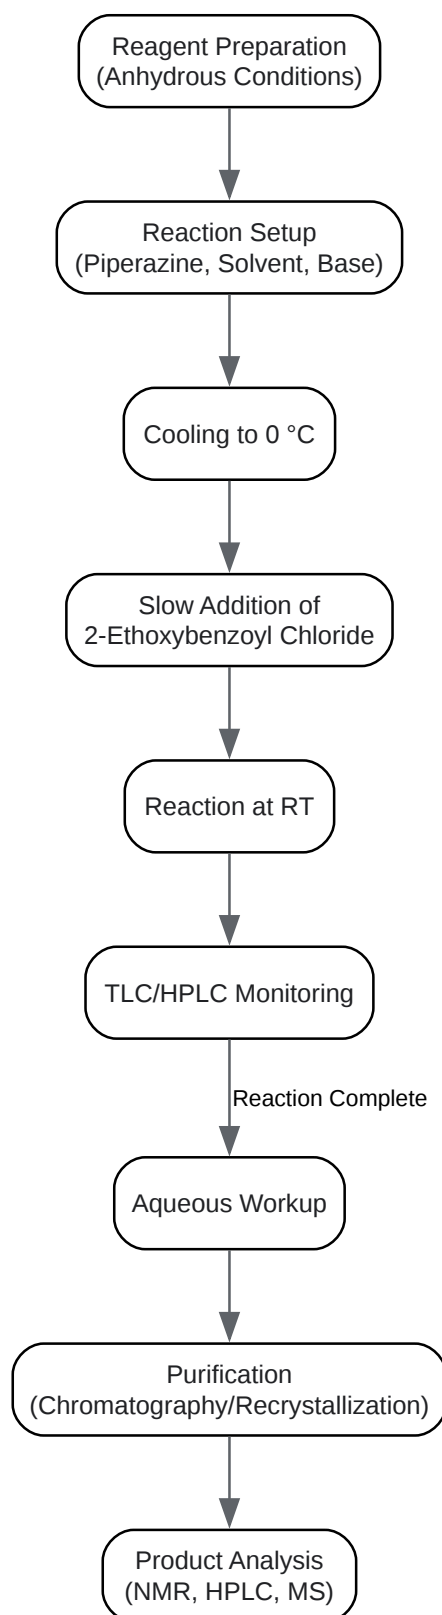 Reagent Preparation
(Anhydrous Conditions)
Reaction Setup
(Piperazine, Solvent, Base)
Cooling to 0 °C
Slow Addition of
2-Ethoxybenzoyl Chloride
Reaction at RT
TLC/HPLC Monitoring
Reaction Complete
Aqueous Workup
Purification
(Chromatography/Recrystallization)
Product Analysis
(NMR, HPLC, MS)